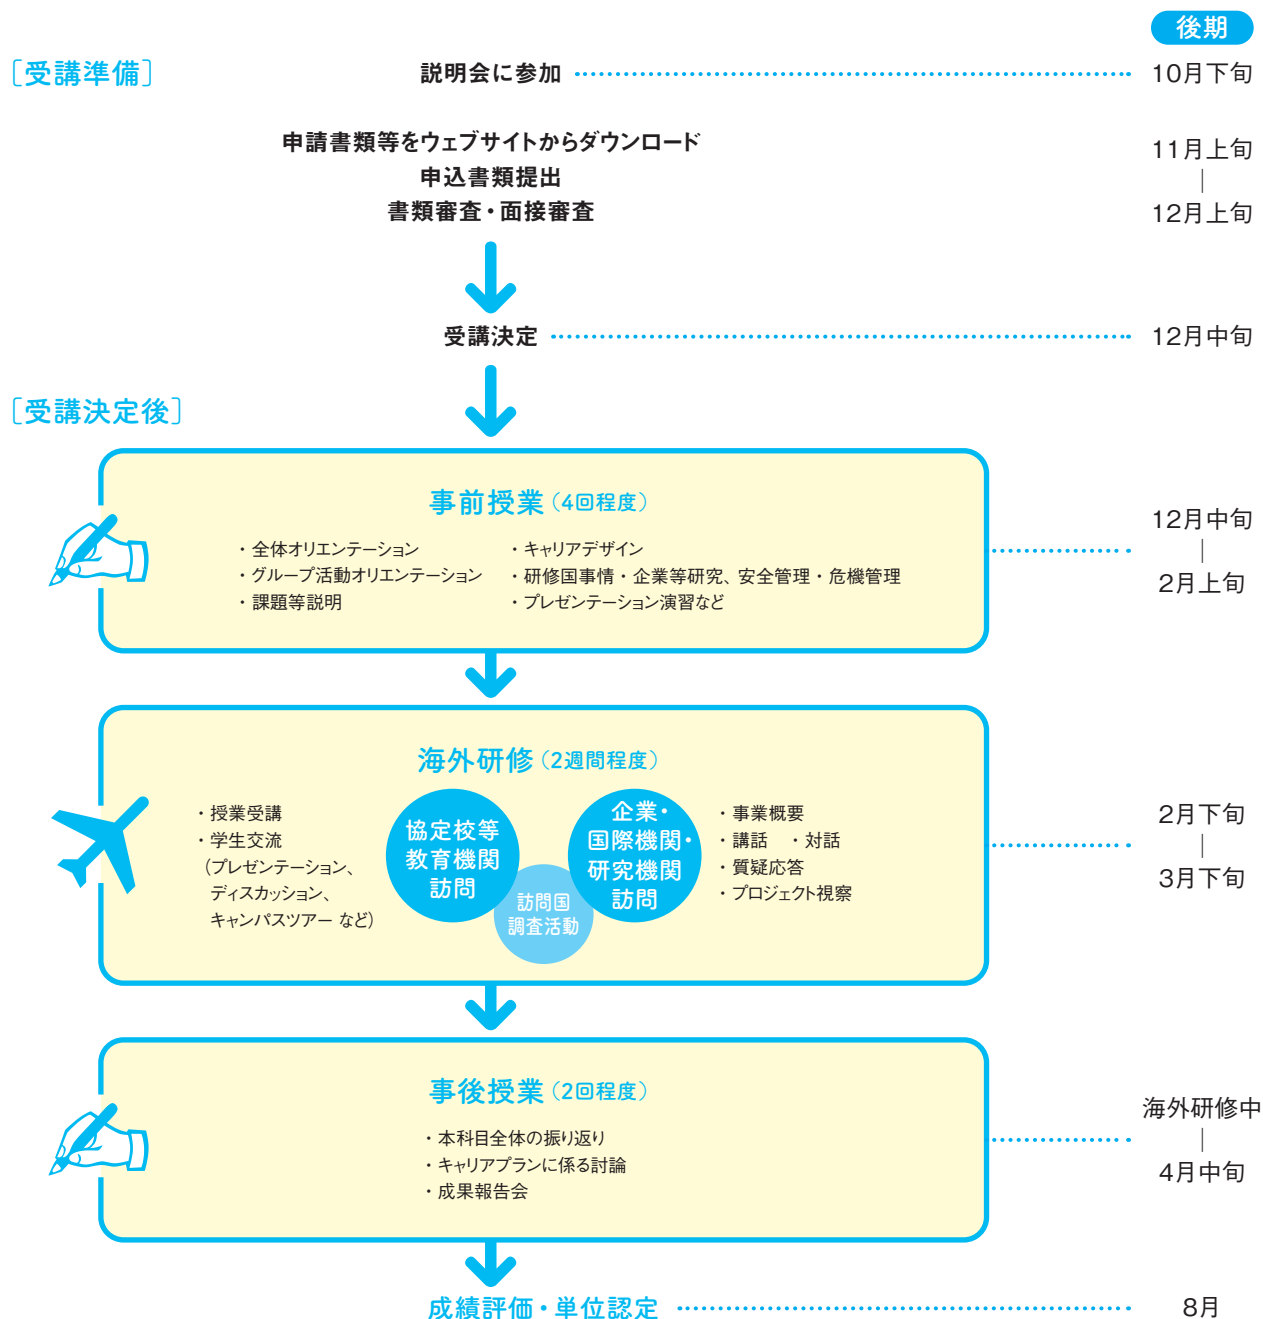 後期
［受講準備］
説明会に参加
10月下旬
申請書類等をウェブサイトからダウンロード
申込書類提出
書類審査・面接審査
11月上旬
｜
12月上旬
受講決定
12月中旬
［受講決定後］
事前授業（4回程度）
・全体オリエンテーション
・グループ活動オリエンテーション
・課題等説明
・キャリアデザイン
・研修国事情・企業等研究、安全管理・危機管理
・プレゼンテーション演習など
12月中旬
｜
2月上旬
海外研修（2週間程度）
・授業受講
・学生交流
（プレゼンテーション、
ディスカッション、
キャンパスツアー など）
協定校等
教育機関
訪問
訪問国
調査活動
企業・
国際機関・
研究機関
訪問
・事業概要
・講話 ・対話
・質疑応答
・プロジェクト視察
2月下旬
｜
3月下旬
事後授業（2回程度）
・本科目全体の振り返り
・キャリアプランに係る討論
・成果報告会
海外研修中
｜
4月中旬
成績評価・単位認定
8月